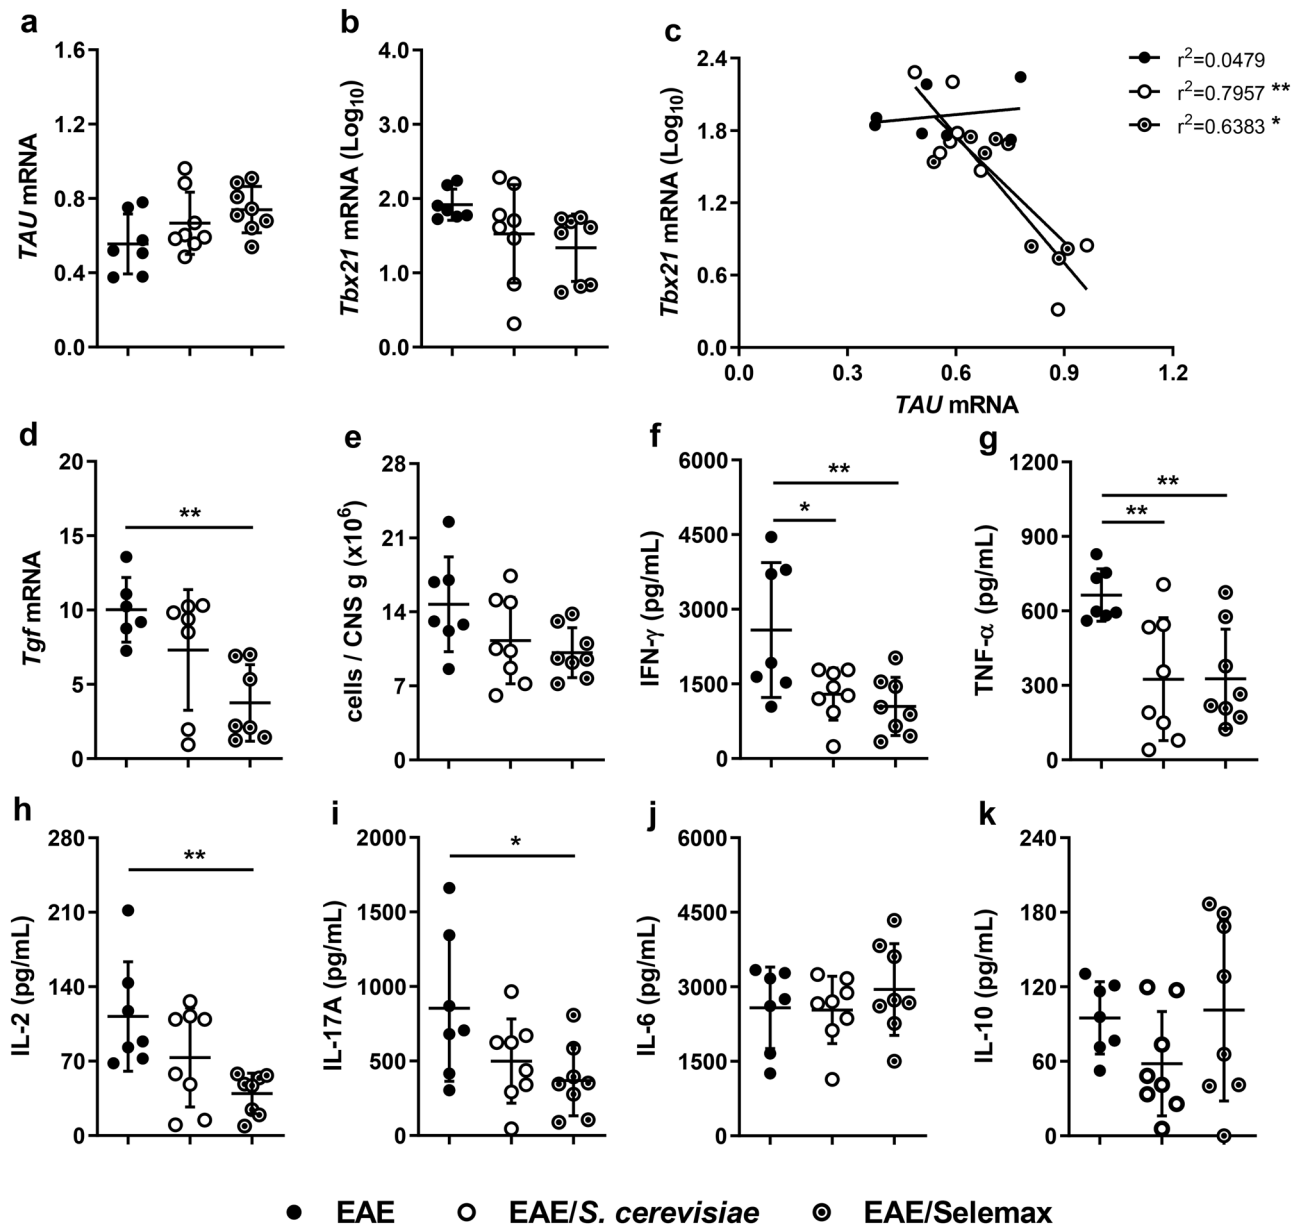 a
1.6
1.2
0.8
0.4
0.0
TAU mRNA
b
4.0
3.0
2.0
1.0
0.0
Tbx21 mRNA (Log10)
c
2.4
1.8
1.2
0.6
0.0
Tbx21 mRNA (Log10)
0.0 0.3 0.6 0.9 1.2
TAU mRNA
r2=0.0479
r2=0.7957 **
r2=0.6383 *
d
20
15
10
5
0
Tgf mRNA
**
e
28
21
14
7
0
cells / CNS g (x106)
f
6000
4500
3000
1500
0
IFN-γ (pg/mL)
**
*
g
1200
900
600
300
0
TNF-α (pg/mL)
**
**
h
280
210
140
70
0
IL-2 (pg/mL)
**
i
2000
1500
1000
500
0
IL-17A (pg/mL)
*
j
6000
4500
3000
1500
0
IL-6 (pg/mL)
k
240
180
120
60
0
IL-10 (pg/mL)
EAE EAE/S. cerevisiae EAE/Selemax